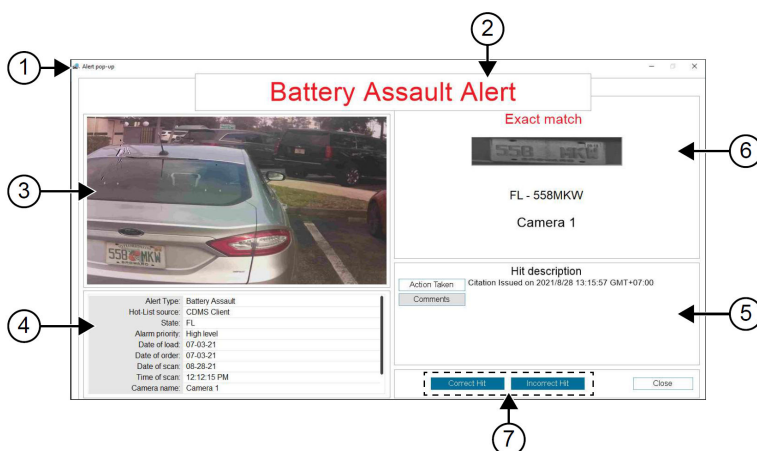 2
1
Alert pop-up
Battery Assault Alert
Exact match
558 MKW
6
3
FL - 558MKW
Camera 1
558 MKW
Hit description
Action Taken
Citation Issued on 2021/8/28 13:15:57 GMT+07:00
Comments
5
4
Alert Type: Battery Assault
Hot-List source: CDMS Client
State: FL
Alarm priority: High level
Date of load: 07-03-21
Date of order: 07-03-21
Date of scan: 08-28-21
Time of scan: 12:12:15 PM
Camera name: Camera 1
Correct Hit
Incorrect Hit
Close
7